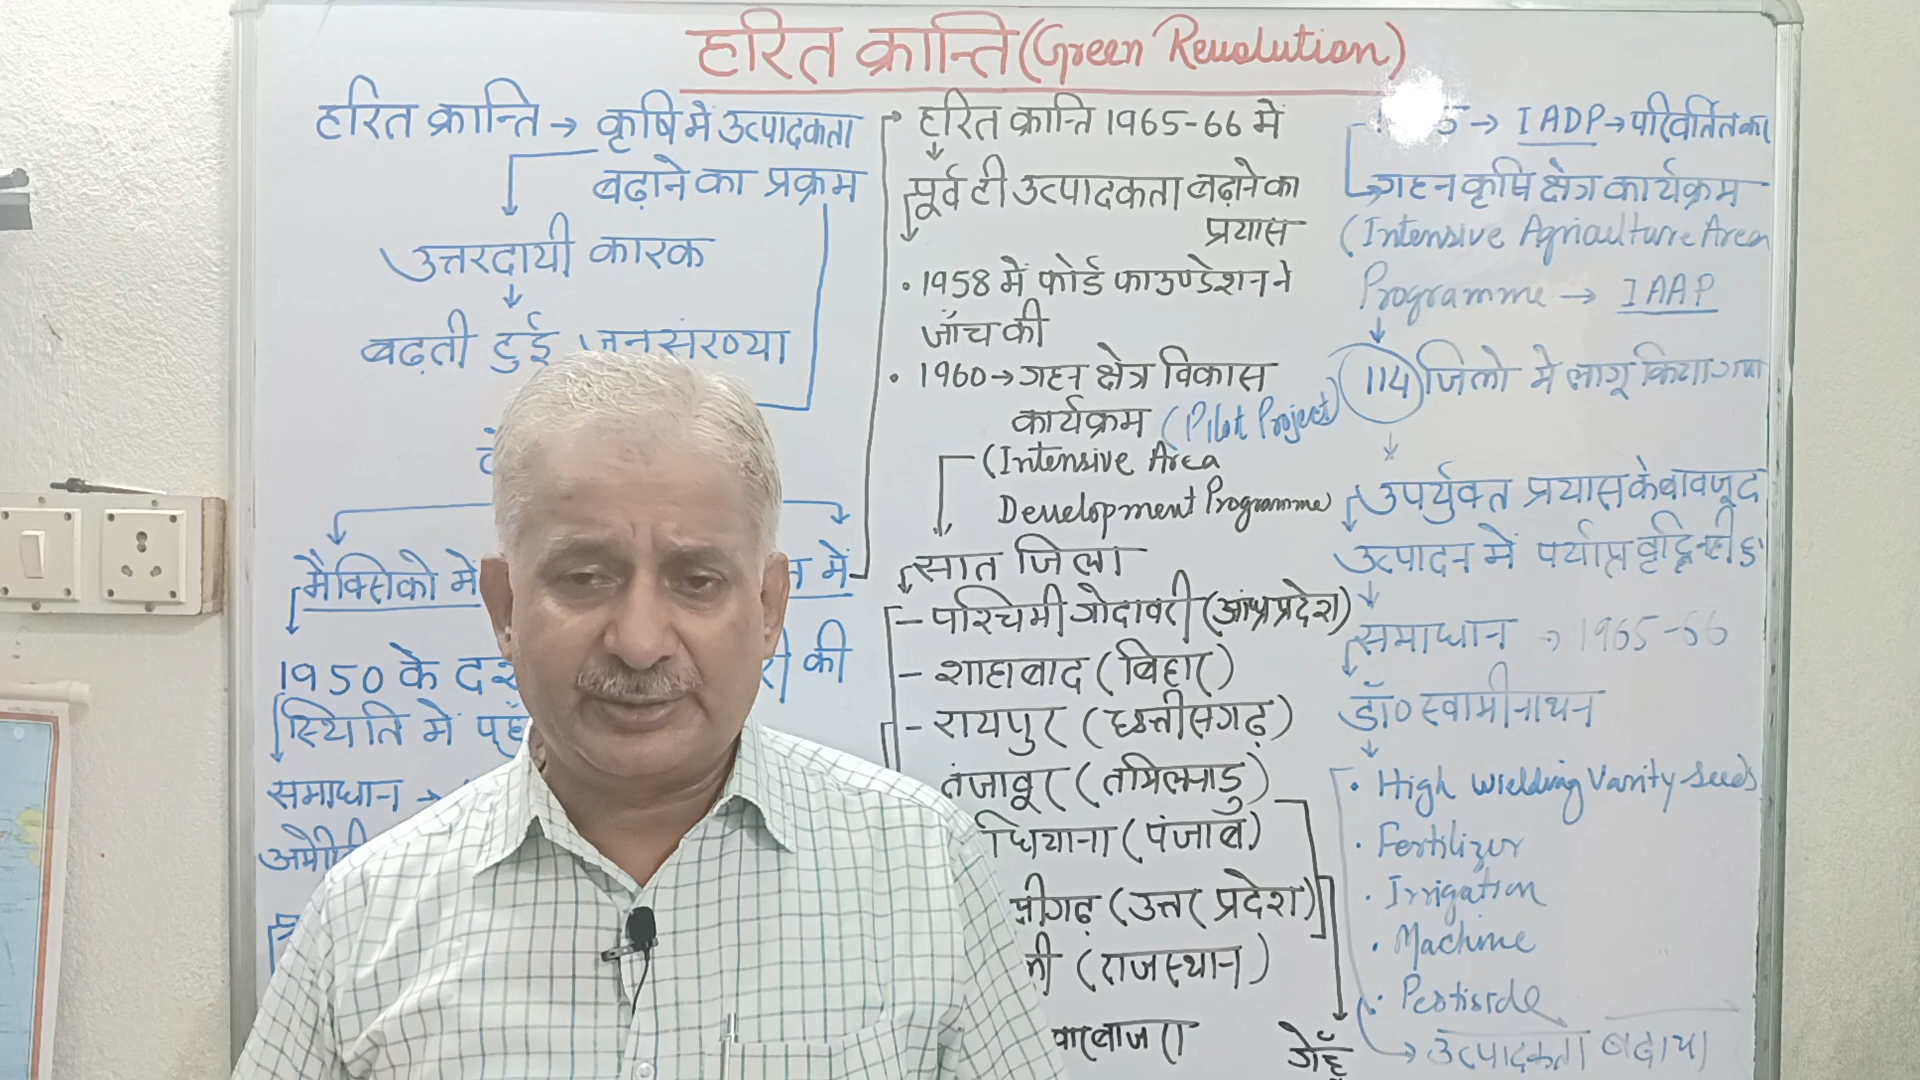 हरित क्रान्ति (Green Revolution)
हरित क्रान्ति → कृषि में उत्पादकता
बढ़ाने का प्रक्रम
उत्तरदायी कारक
बढ़ती हुई जनसंख्या
मैक्सिको में
में
1950 के
की
स्थिति में
समाधान →
हरित क्रान्ति 1965-66 में
पूर्व ही उत्पादकता बढ़ाने का
प्रयास
• 1958 में फोर्ड फाउण्डेशन ने
जाँच की
• 1960 → गहन क्षेत्र विकास
कार्यक्रम (Pilot Project)
(Intensive Area
Development Programme
सात जिला
- पश्चिमी गोदावरी (आंध्रप्रदेश)
- शाहाबाद (बिहार)
- रायपुर (छत्तीसगढ़)
तंजावूर (तमिलनाडु)
धियाना (पंजाब)
(उत्तर प्रदेश)
(राजस्थान)
गेहूँ
→ IADP → परिवर्तित कर
गहन कृषि क्षेत्र कार्यक्रम
(Intensive Agriculture Area
Programme → IAAP
114 जिलो में लागू किया गया
उपर्युक्त प्रयास के बावजूद
उत्पादन में पर्याप्त वृद्धि नहीं
समाधान → 1965-66
डॉ० स्वामीनाथन
• High Wielding Varity Seeds
• Fertilizer
• Irrigation
• Machine
• Pestiside
→ उत्पादकता बढ़ाया